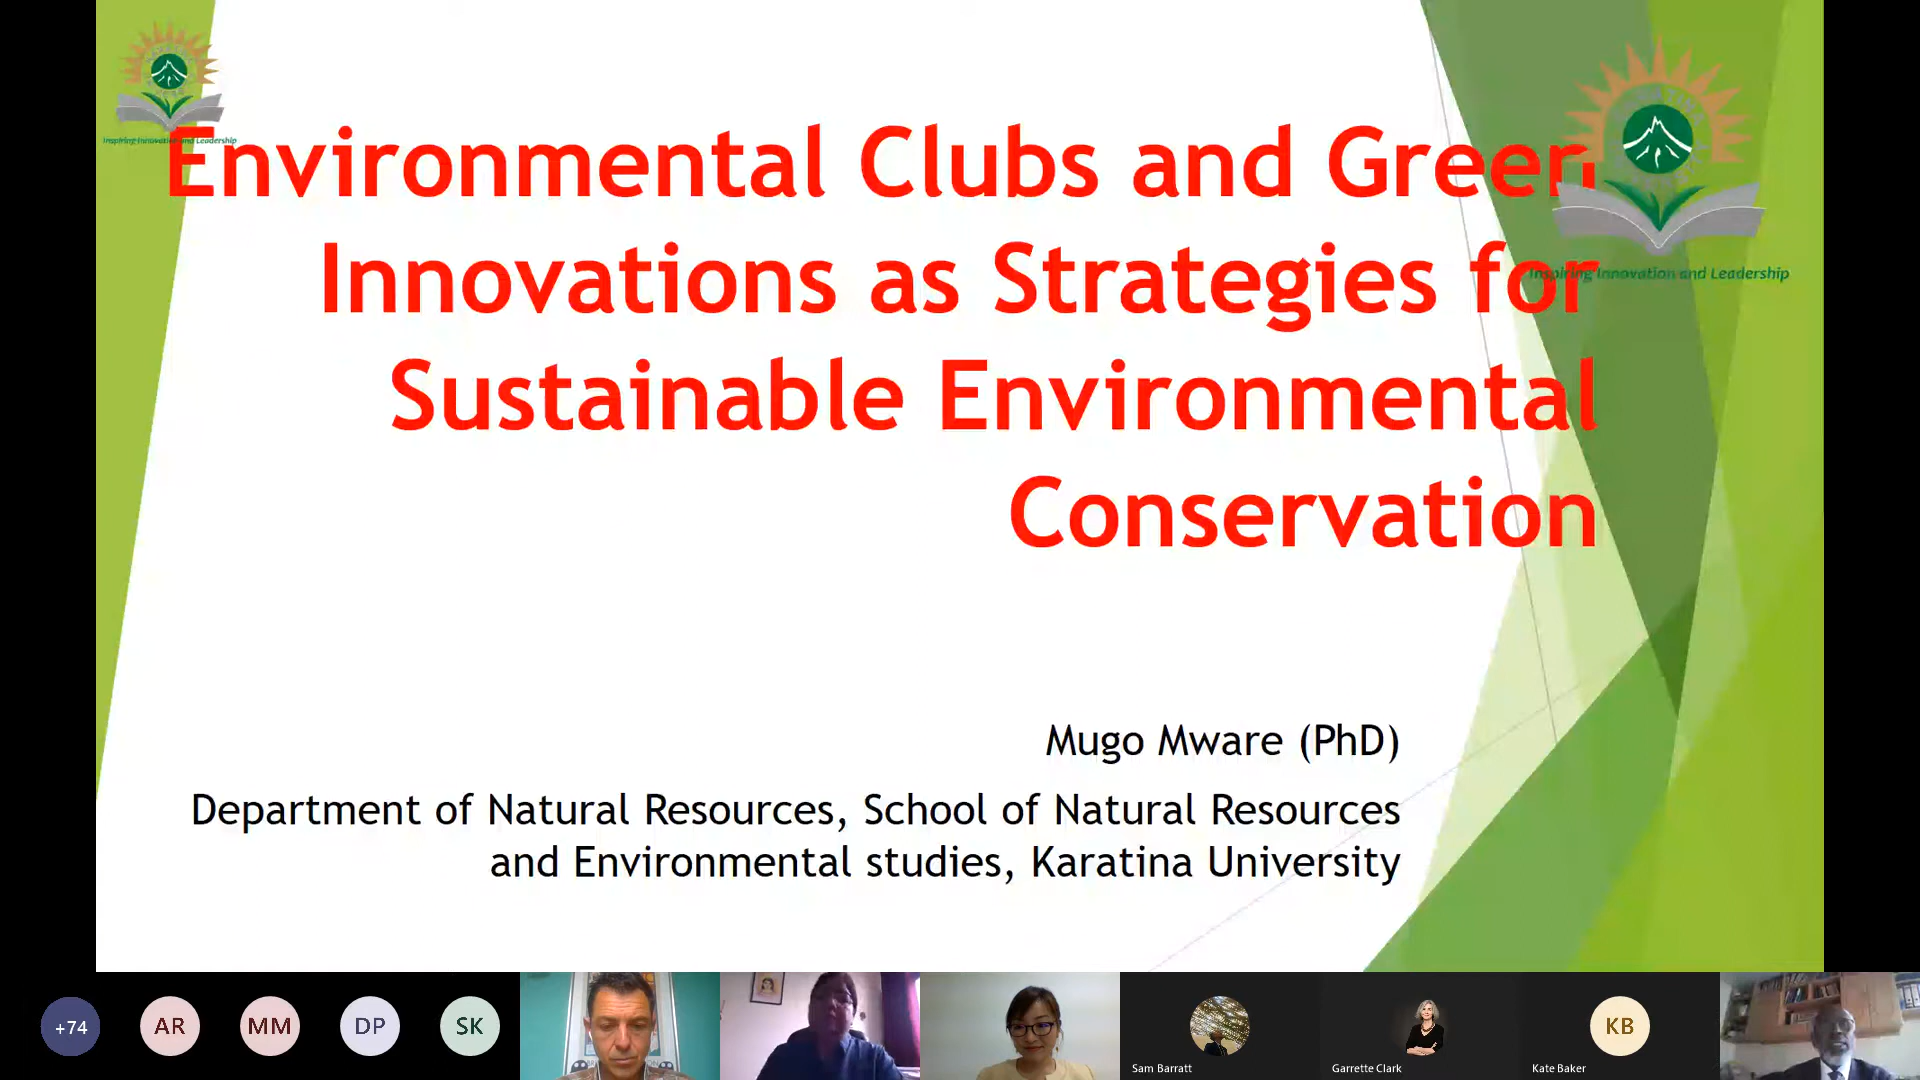 Inspiring Innovation and Leadership
Environmental Clubs and Green
Innovations as Strategies for
Inspiring Innovation and Leadership
Sustainable Environmental
Conservation
Mugo Mware (PhD)
Department of Natural Resources, School of Natural Resources
and Environmental studies, Karatina University
+74
AR
MM
DP
SK
Sam Barratt
Garrette Clark
KB
Kate Baker